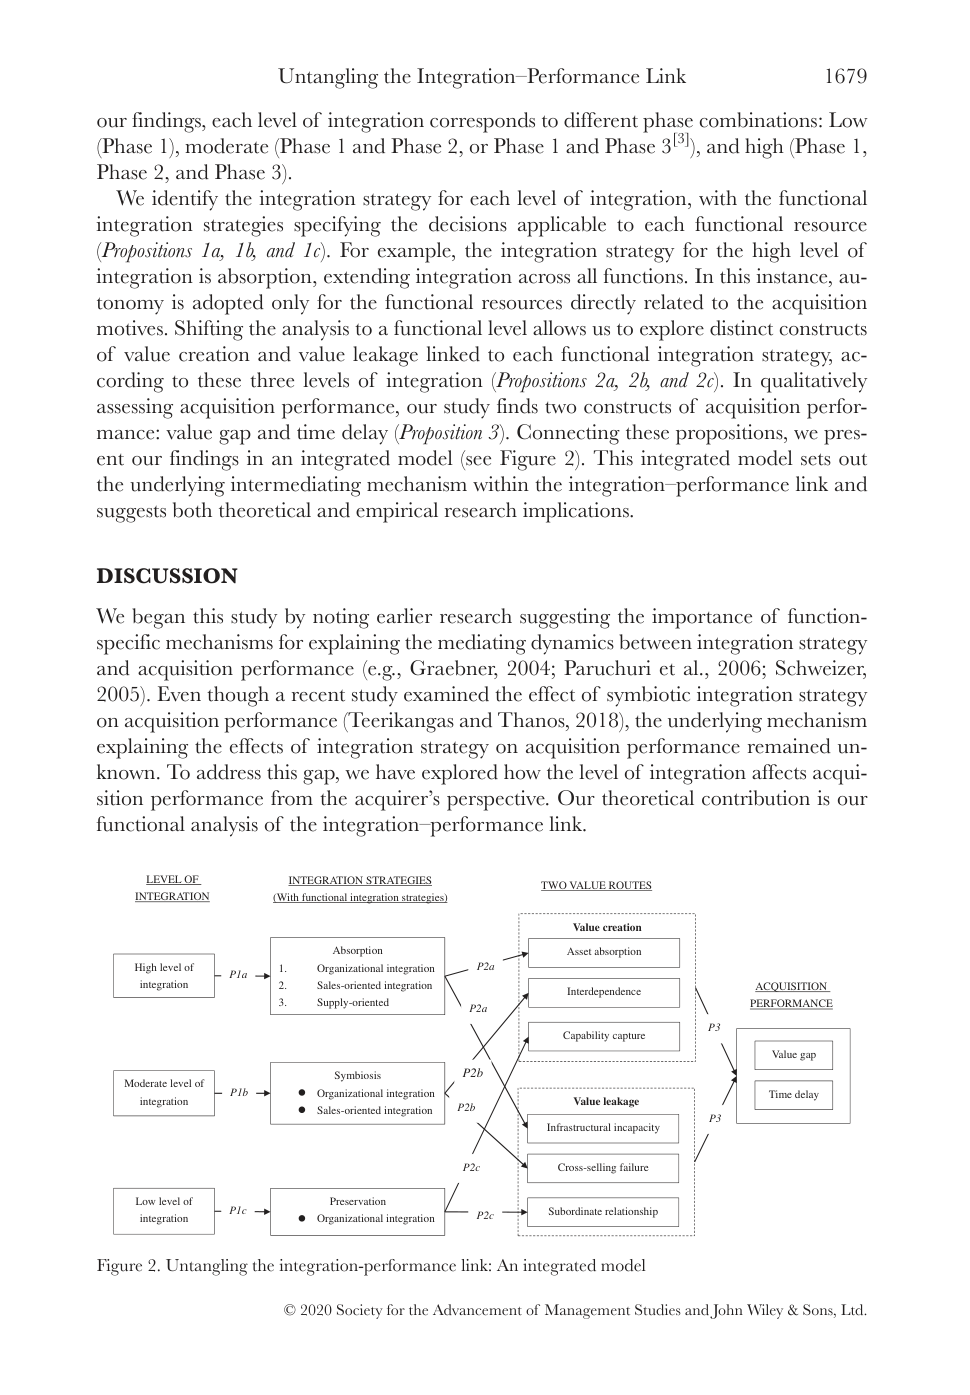 Untangling the Integration–Performance Link 1679
our findings, each level of integration corresponds to different phase combinations: Low
(Phase 1), moderate (Phase 1 and Phase 2, or Phase 1 and Phase 3[3]), and high (Phase 1,
Phase 2, and Phase 3).
We identify the integration strategy for each level of integration, with the functional
integration strategies specifying the decisions applicable to each functional resource
(Propositions 1a, 1b, and 1c). For example, the integration strategy for the high level of
integration is absorption, extending integration across all functions. In this instance, au-
tonomy is adopted only for the functional resources directly related to the acquisition
motives. Shifting the analysis to a functional level allows us to explore distinct constructs
of value creation and value leakage linked to each functional integration strategy, ac-
cording to these three levels of integration (Propositions 2a, 2b, and 2c). In qualitatively
assessing acquisition performance, our study finds two constructs of acquisition perfor-
mance: value gap and time delay (Proposition 3). Connecting these propositions, we pres-
ent our findings in an integrated model (see Figure 2). This integrated model sets out
the underlying intermediating mechanism within the integration–performance link and
suggests both theoretical and empirical research implications.
DISCUSSION
We began this study by noting earlier research suggesting the importance of function-
specific mechanisms for explaining the mediating dynamics between integration strategy
and acquisition performance (e.g., Graebner, 2004; Paruchuri et al., 2006; Schweizer,
2005). Even though a recent study examined the effect of symbiotic integration strategy
on acquisition performance (Teerikangas and Thanos, 2018), the underlying mechanism
explaining the effects of integration strategy on acquisition performance remained un-
known. To address this gap, we have explored how the level of integration affects acqui-
sition performance from the acquirer's perspective. Our theoretical contribution is our
functional analysis of the integration–performance link.
LEVEL OF
INTEGRATION
INTEGRATION STRATEGIES
(With functional integration strategies)
TWO VALUE ROUTES
ACQUISITION
PERFORMANCE
High level of
integration
P1a
Absorption
1. Organizational integration
2. Sales-oriented integration
3. Supply-oriented
P2a
P2a
Value creation
Asset absorption
Interdependence
Capability capture
P3
Value gap
Time delay
Moderate level of
integration
P1b
Symbiosis
● Organizational integration
● Sales-oriented integration
P2b
P2b
Value leakage
Infrastructural incapacity
Cross-selling failure
Subordinate relationship
P3
Low level of
integration
P1c
Preservation
● Organizational integration
P2c
P2c
Figure 2. Untangling the integration-performance link: An integrated model
© 2020 Society for the Advancement of Management Studies and John Wiley & Sons, Ltd.